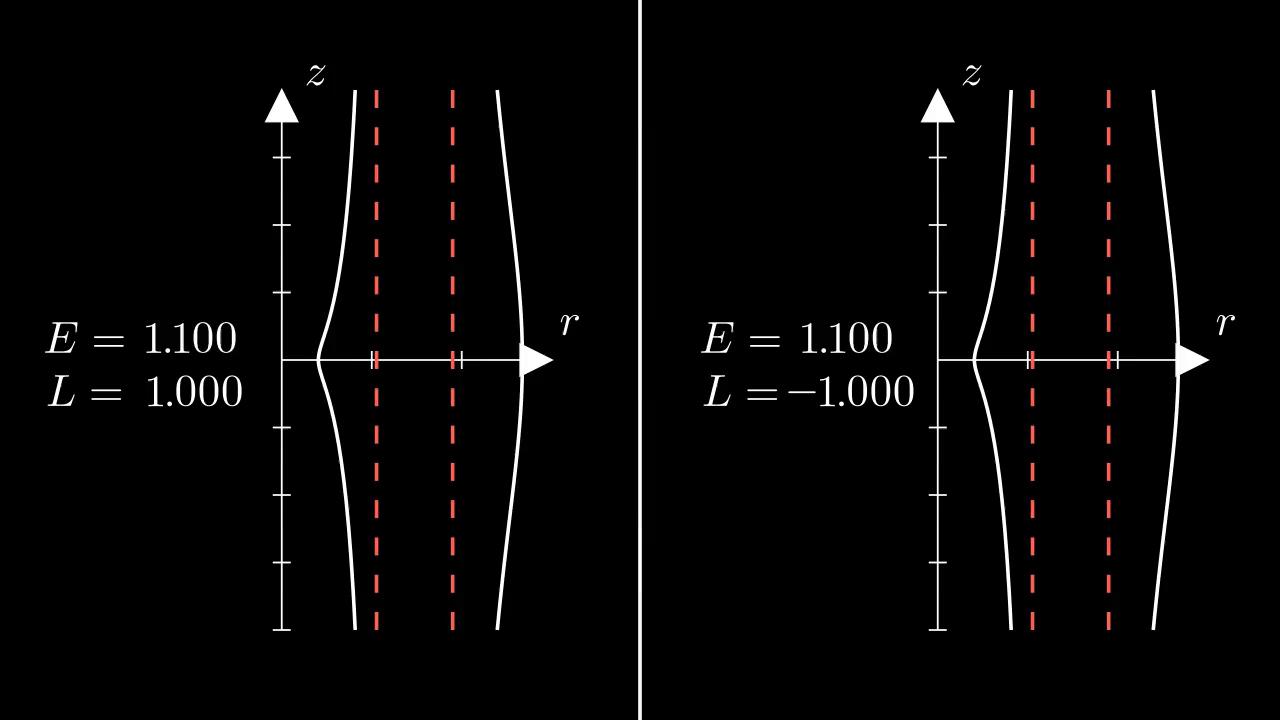 z
r
E = 1.100
L = 1.000
z
r
E = 1.100
L = −1.000